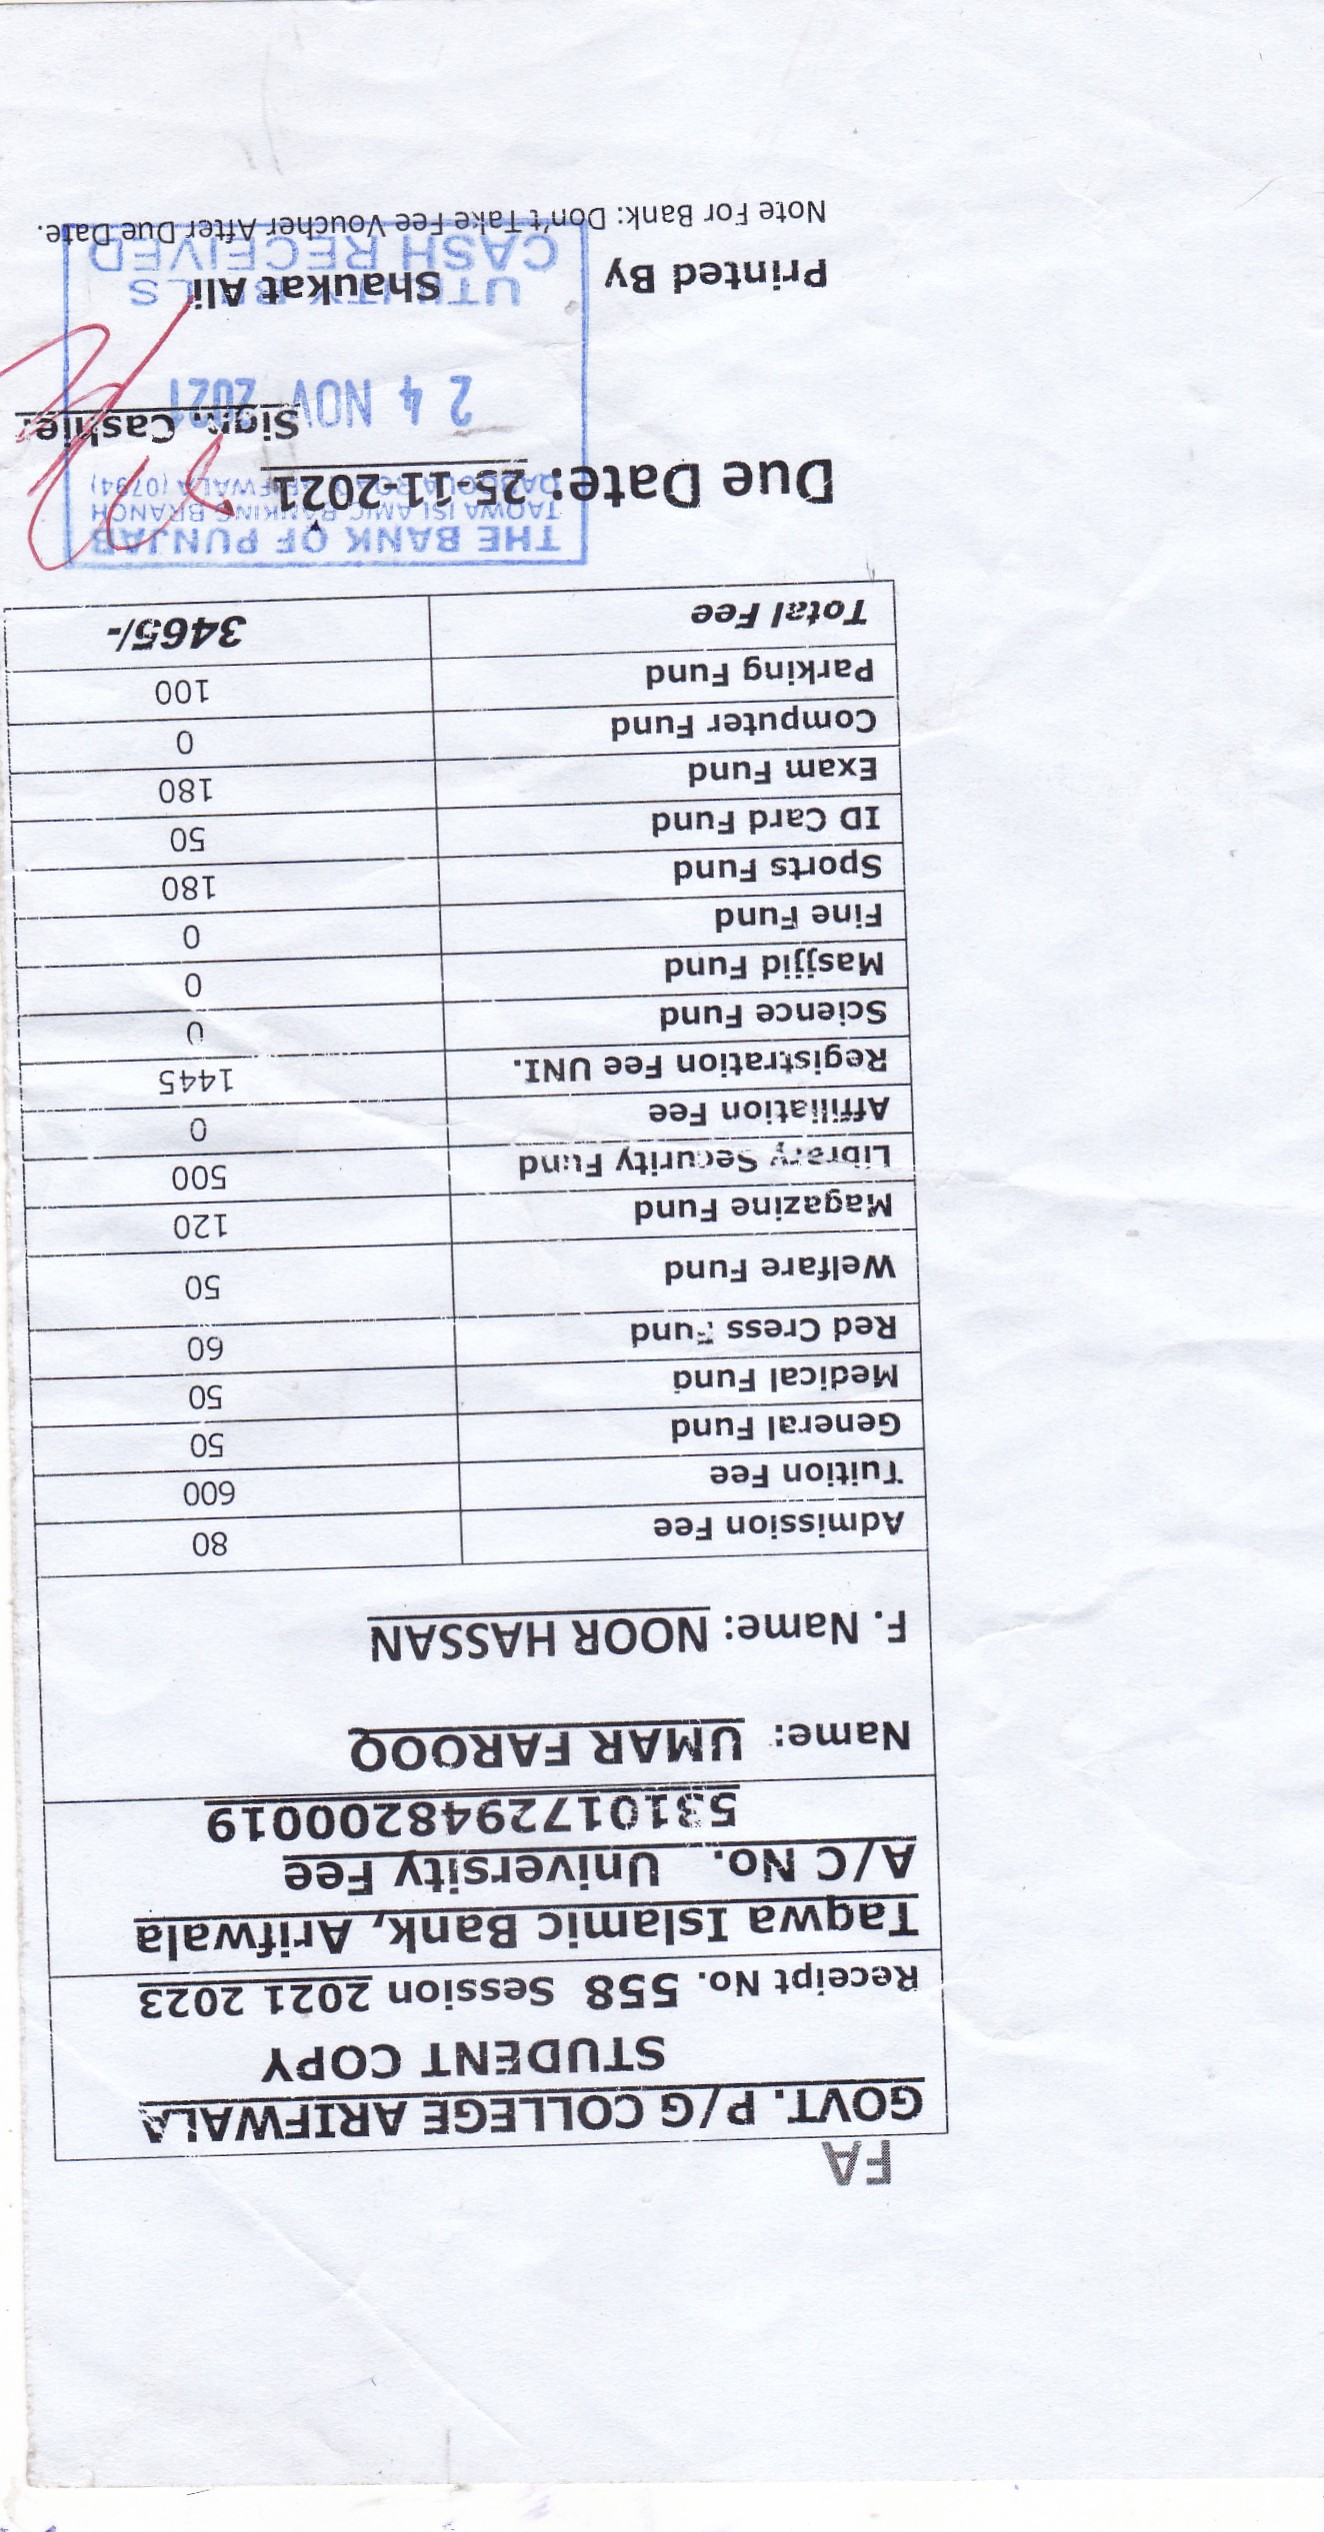 FA
GOVT. P/G COLLEGE ARIFWALA
STUDENT COPY
Receipt No. 558 Session 2021 2023
Taqwa Islamic Bank, Arifwala
A/C No. University Fee
5310172948200019
Name: UMAR FAROOQ
F. Name: NOOR HASSAN
Admission Fee 80
Tuition Fee 600
General Fund 50
Medical Fund 50
Red Cress Fund 60
Welfare Fund 50
Magazine Fund 120
Library Security Fund 500
Affiliation Fee 0
Registration Fee UNI. 1445
Science Fund 0
Masjjid Fund 0
Fine Fund 0
Sports Fund 180
ID Card Fund 50
Exam Fund 180
Computer Fund 0
Parking Fund 100
Total Fee 3465/-
THE BANK OF PUNJAB
TAQWA ISLAMIC BANKING BRANCH
ARIFWALA (0794)
Due Date: 25-11-2021
Sign. Cashier
24 NOV 2021
Printed By Shaukat Ali
UTILITY BILLS
CASH RECEIVED
Note For Bank: Don't Take Fee Voucher After Due Date.